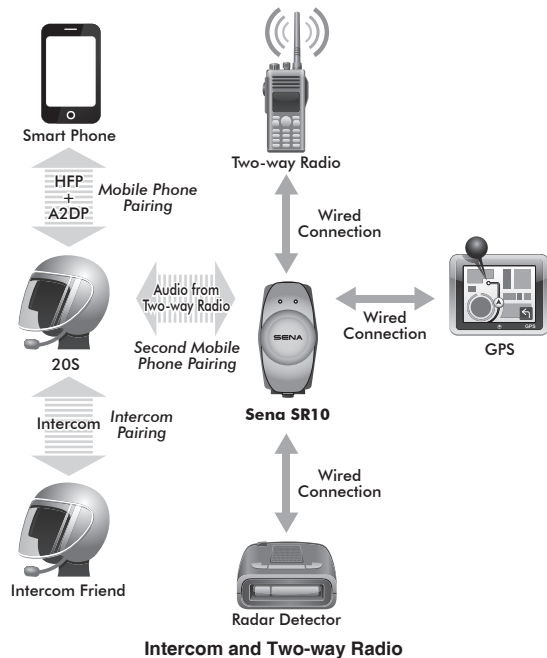 Smart Phone
Two-way Radio
HFP
+
A2DP
Mobile Phone
Pairing
Wired
Connection
Audio from
Two-way Radio
Second Mobile
Phone Pairing
20S
SENA
Sena SR10
Wired
Connection
GPS
GPS
Intercom
Intercom
Pairing
Wired
Connection
Intercom Friend
Radar Detector
Intercom and Two-way Radio